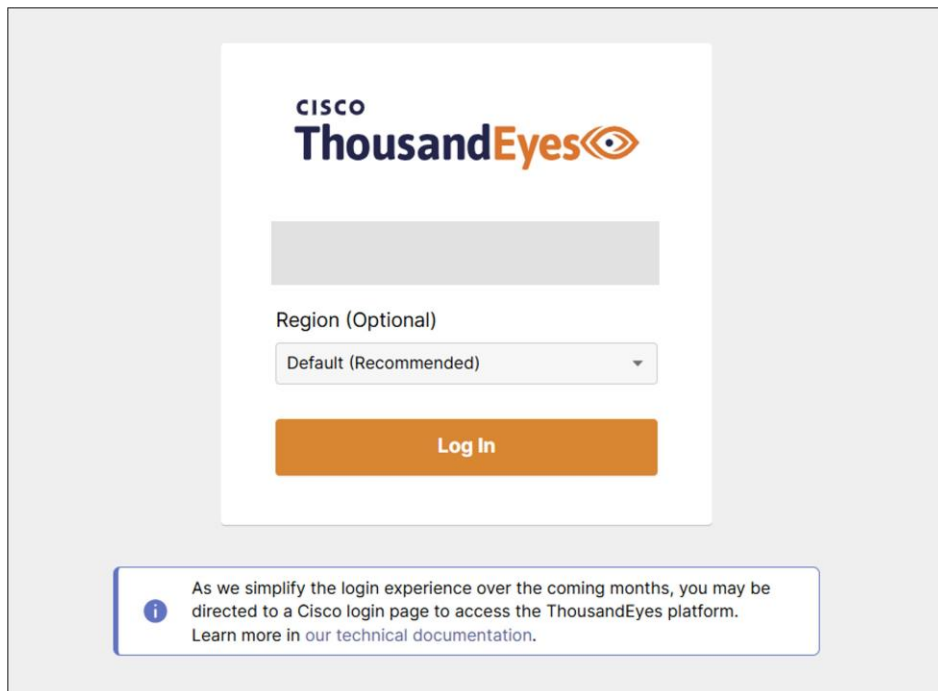 CISCO
ThousandEyes
Region (Optional)
Default (Recommended)
Log In
As we simplify the login experience over the coming months, you may be
directed to a Cisco login page to access the ThousandEyes platform.
Learn more in our technical documentation.